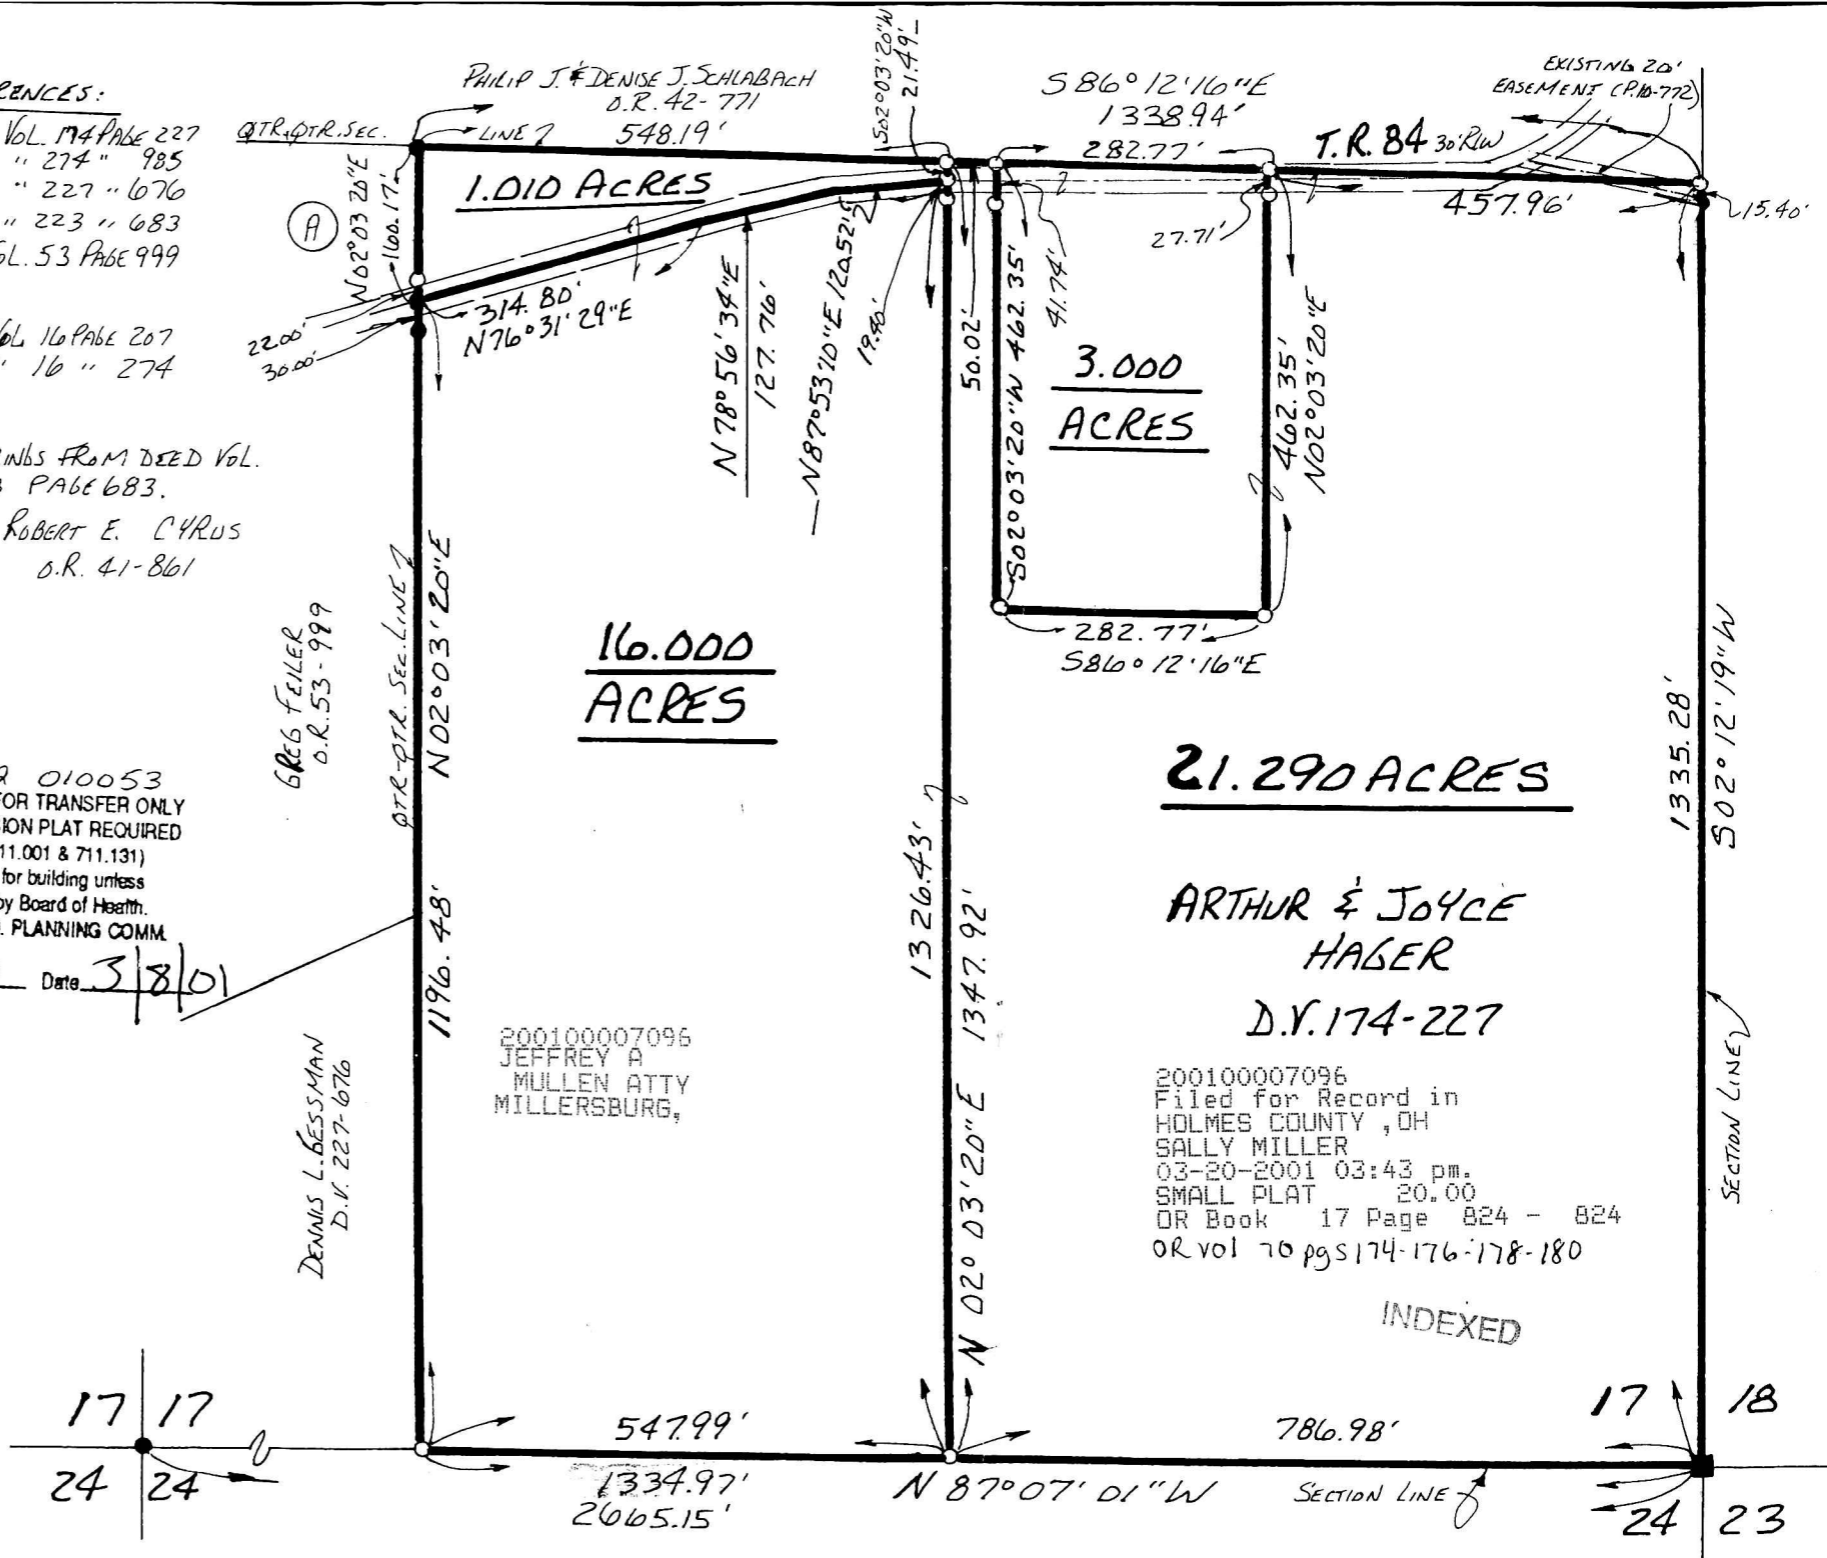 RENCES:
VOL. 174 PAGE 227
" 274 " 985
" 227 " 676
" 223 " 683
OL. 53 PAGE 999
VOL 16 PAGE 207
" 16 " 274
INGS FROM DEED VOL.
3 PAGE 683.
ROBERT E. CYRUS
O.R. 41-861
PHILIP J. & DENISE J. SCHLABACH
O.R. 42-771
QTR. QTR. SEC.
LINE
548.19'
S02°03'20"W
21.49'
S86°12'16"E
1338.94'
282.77'
EXISTING 20'
EASEMENT (P.10-772)
T.R. 84 30' R/W
457.96'
15.40'
27.71'
1.010 ACRES
A
N02°03'20"E
160.17'
22.00'
30.00'
314.80'
N76°31'29"E
N78°56'34"E
127.76'
N87°53'10"E 120.52'
19.40'
50.02'
S02°03'20"W 462.35'
41.74'
3.000
ACRES
462.35'
N02°03'20"E
282.77'
S86°12'16"E
QTR-QTR. SEC. LINE
N02°03'20"E
1196.48'
16.000
ACRES
GREG FEILER
O.R. 53-999
010053
FOR TRANSFER ONLY
SION PLAT REQUIRED
11.001 & 711.131)
for building unless
by Board of Health.
. PLANNING COMM.
Date 3/8/01
DENNIS L. GESSMAN
D.V. 227-676
200100007096
JEFFREY A
MULLEN ATTY
MILLERSBURG,
1326.43'
N 02° 03' 20" E 1347.92'
21.290 ACRES
ARTHUR & JOYCE
HAGER
D.V. 174-227
200100007096
Filed for Record in
HOLMES COUNTY ,OH
SALLY MILLER
03-20-2001 03:43 pm.
SMALL PLAT 20.00
OR Book 17 Page 824 - 824
OR vol 70 pgs 174-176-178-180
INDEXED
1335.28'
S02°12'19"W
SECTION LINE
17 17
24 24
547.99'
1334.97'
2665.15'
N 87°07'01"W
786.98'
SECTION LINE
17 18
24 23